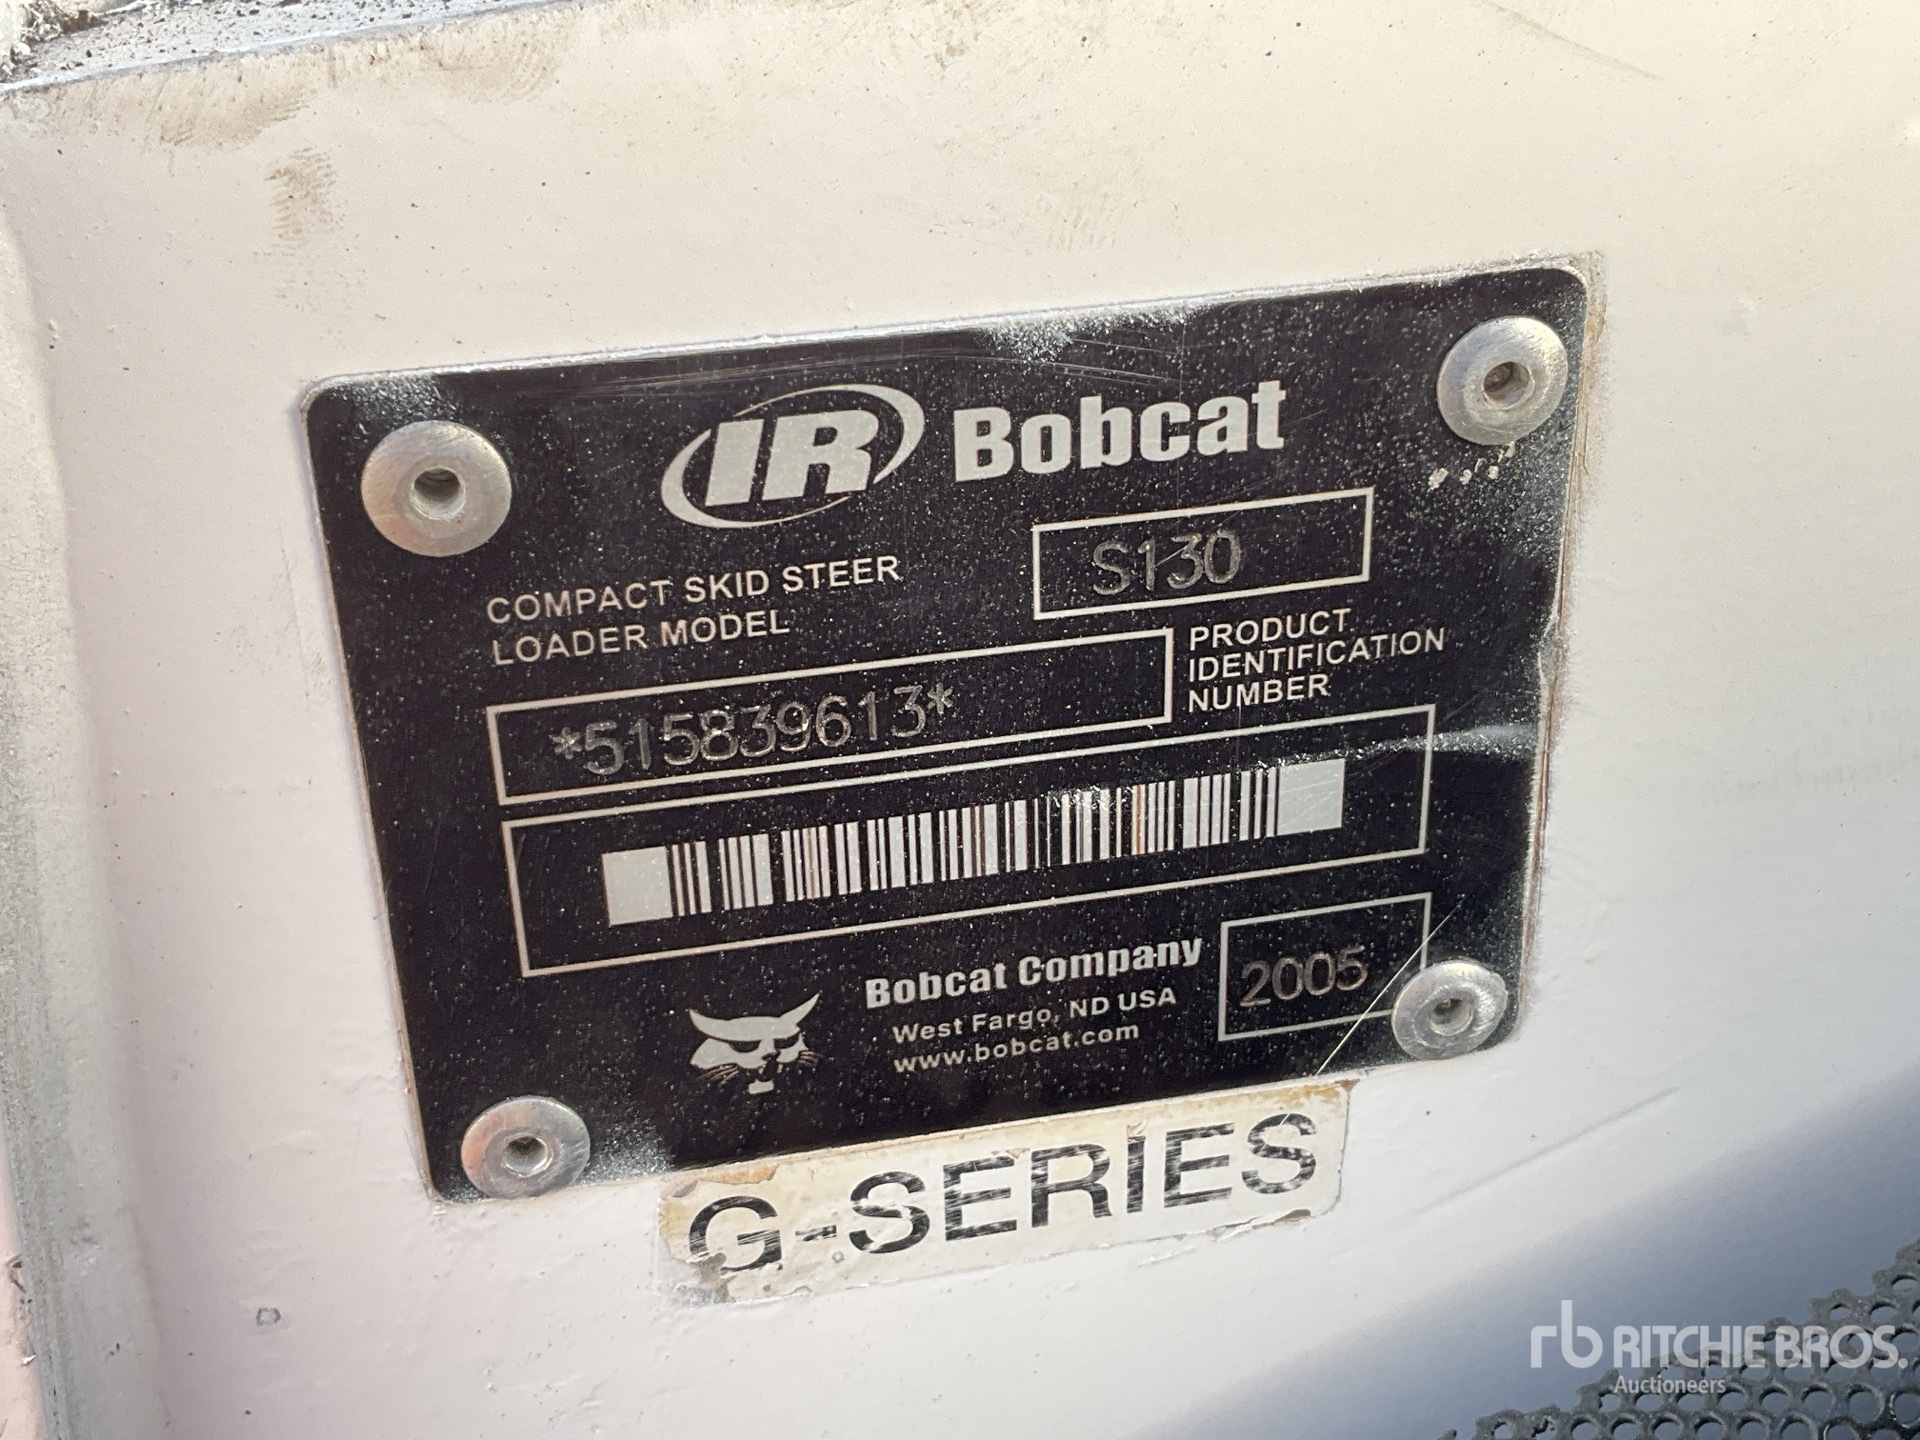 IR Bobcat
COMPACT SKID STEER
LOADER MODEL
S130
*515839613*
PRODUCT
IDENTIFICATION
NUMBER
Bobcat Company
West Fargo, ND USA
www.bobcat.com
2005
G-SERIES
rb RITCHIE BROS.
Auctioneers